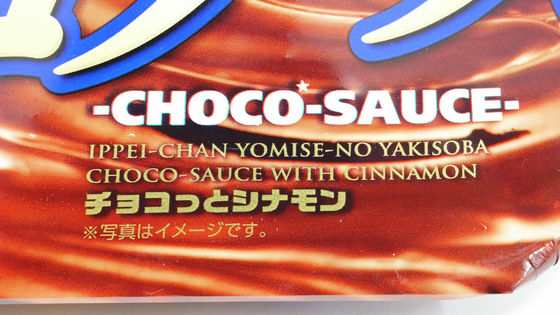 -CHOCO-SAUCE-
IPPEI-CHAN YOMISE-NO YAKISOBA
CHOCO-SAUCE WITH CINNAMON
チョコっとシナモン
※写真はイメージです。